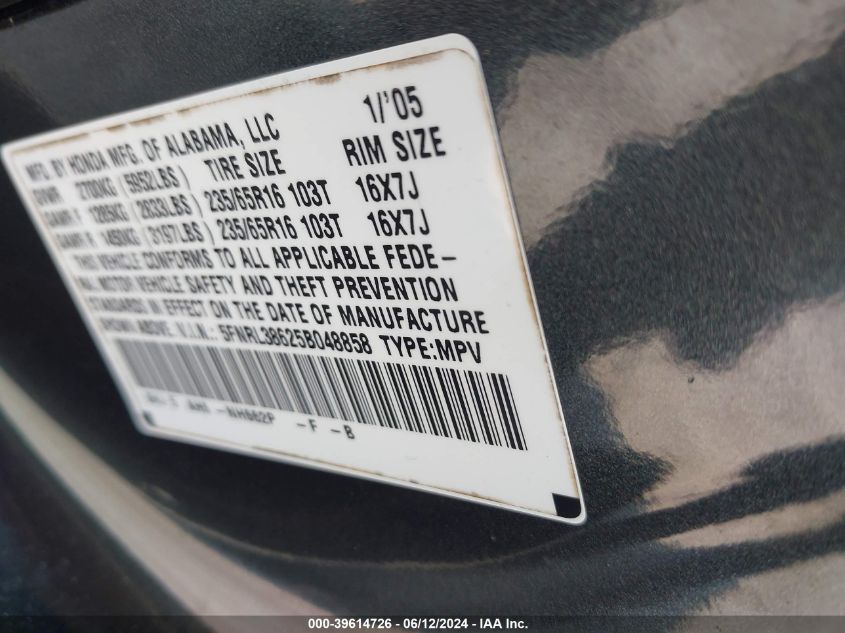 MFD. BY HONDA MFG. OF ALABAMA, LLC 1/'05
GVWR 2700KG (5952LBS) TIRE SIZE RIM SIZE
GAWR F 1285KG (2833LBS) 235/65R16 103T 16X7J
GAWR R 1450KG (3197LBS) 235/65R16 103T 16X7J
THIS VEHICLE CONFORMS TO ALL APPLICABLE FEDE-
RAL MOTOR VEHICLE SAFETY AND THEFT PREVENTION
STANDARDS IN EFFECT ON THE DATE OF MANUFACTURE
SHOWN ABOVE. V.I.N.: 5FNRL38625B048858 TYPE:MPV
NH662P -F -B
000-39614726 - 06/12/2024 - IAA Inc.